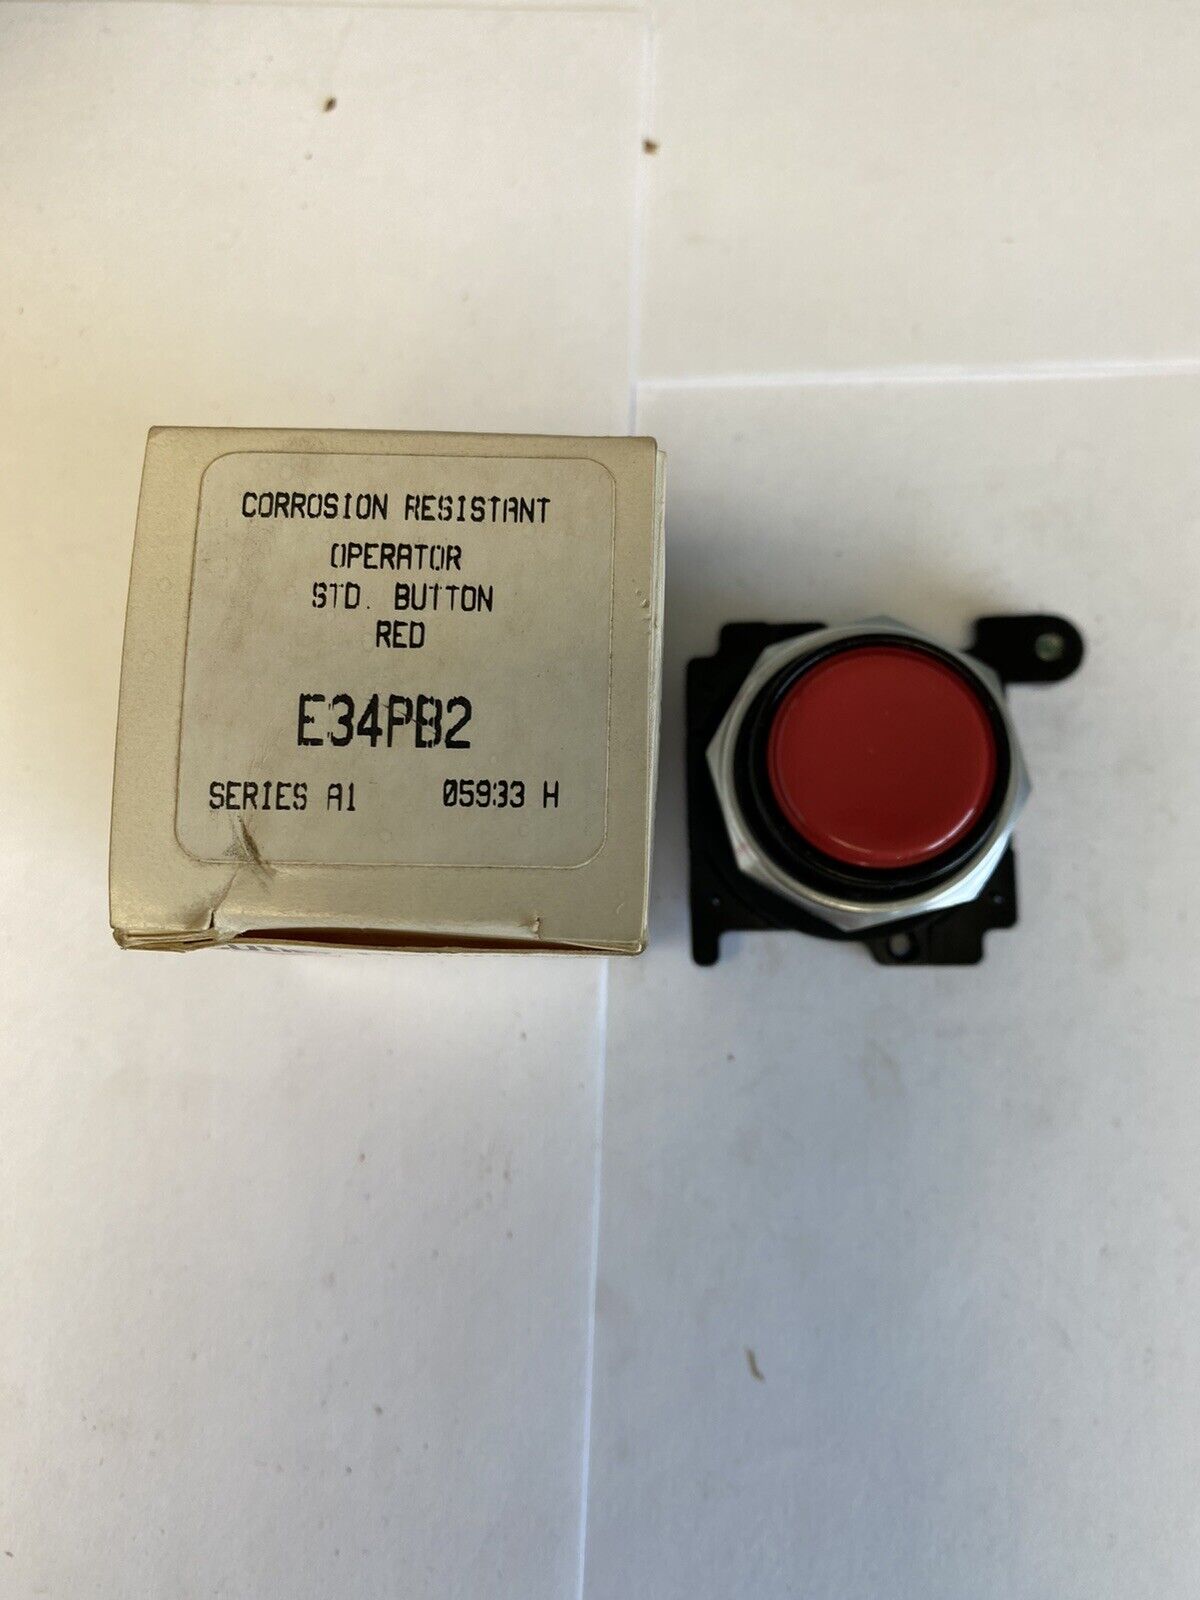 CORROSION RESISTANT
OPERATOR
STD. BUTTON
RED
E34PB2
SERIES A1 05933 H